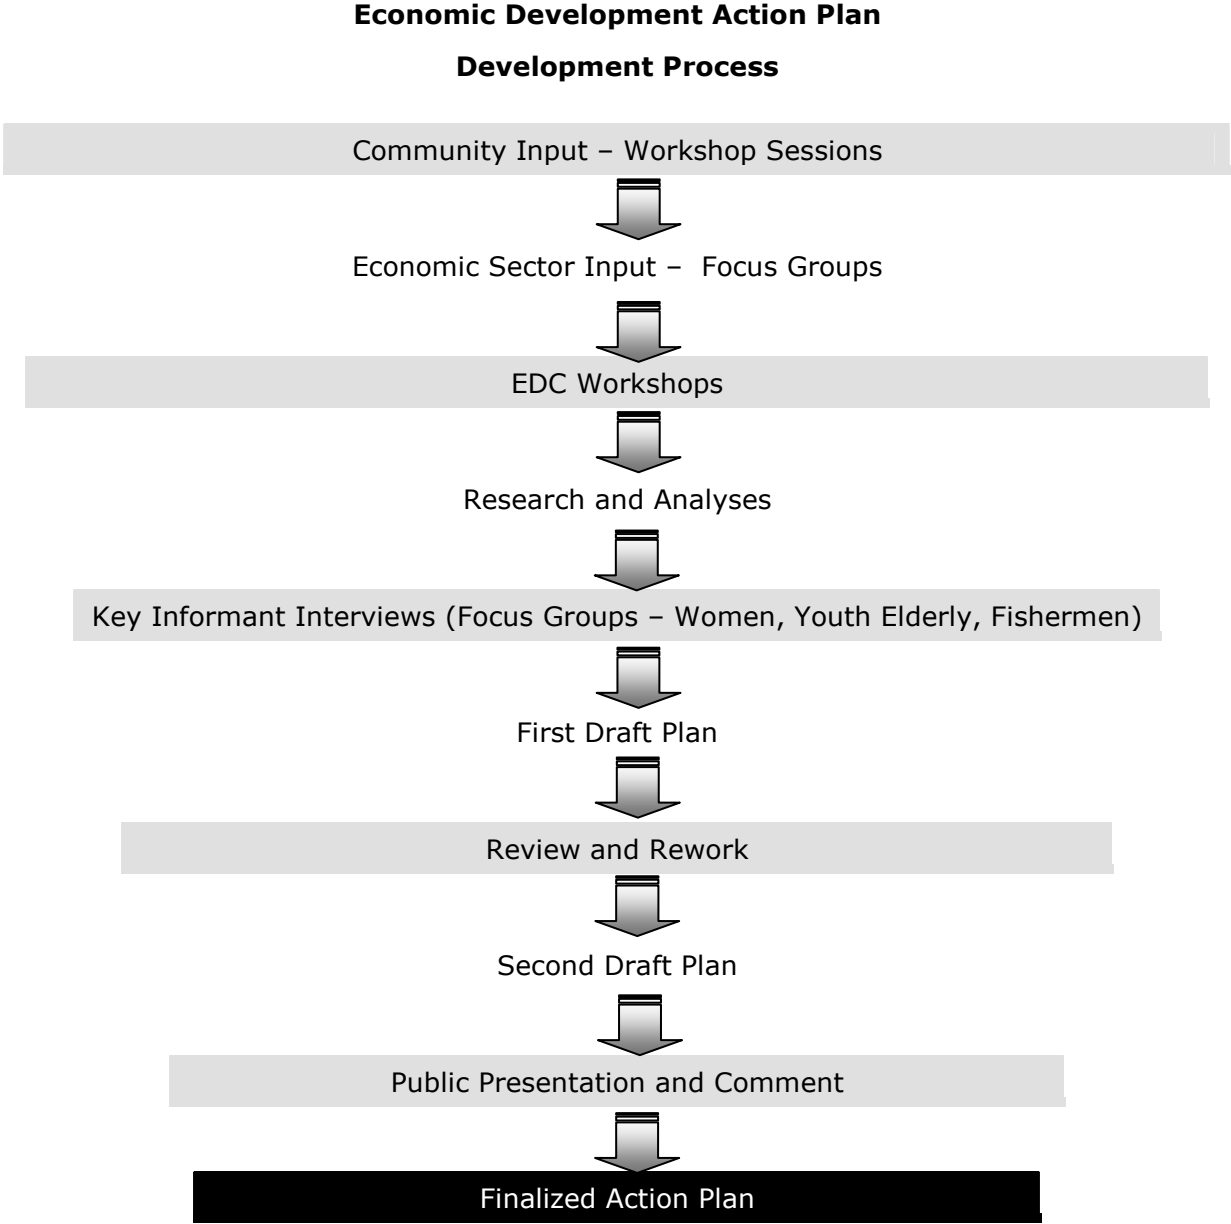 Economic Development Action Plan
Development Process
Community Input – Workshop Sessions
Economic Sector Input – Focus Groups
EDC Workshops
Research and Analyses
Key Informant Interviews (Focus Groups – Women, Youth Elderly, Fishermen)
First Draft Plan
Review and Rework
Second Draft Plan
Public Presentation and Comment
Finalized Action Plan